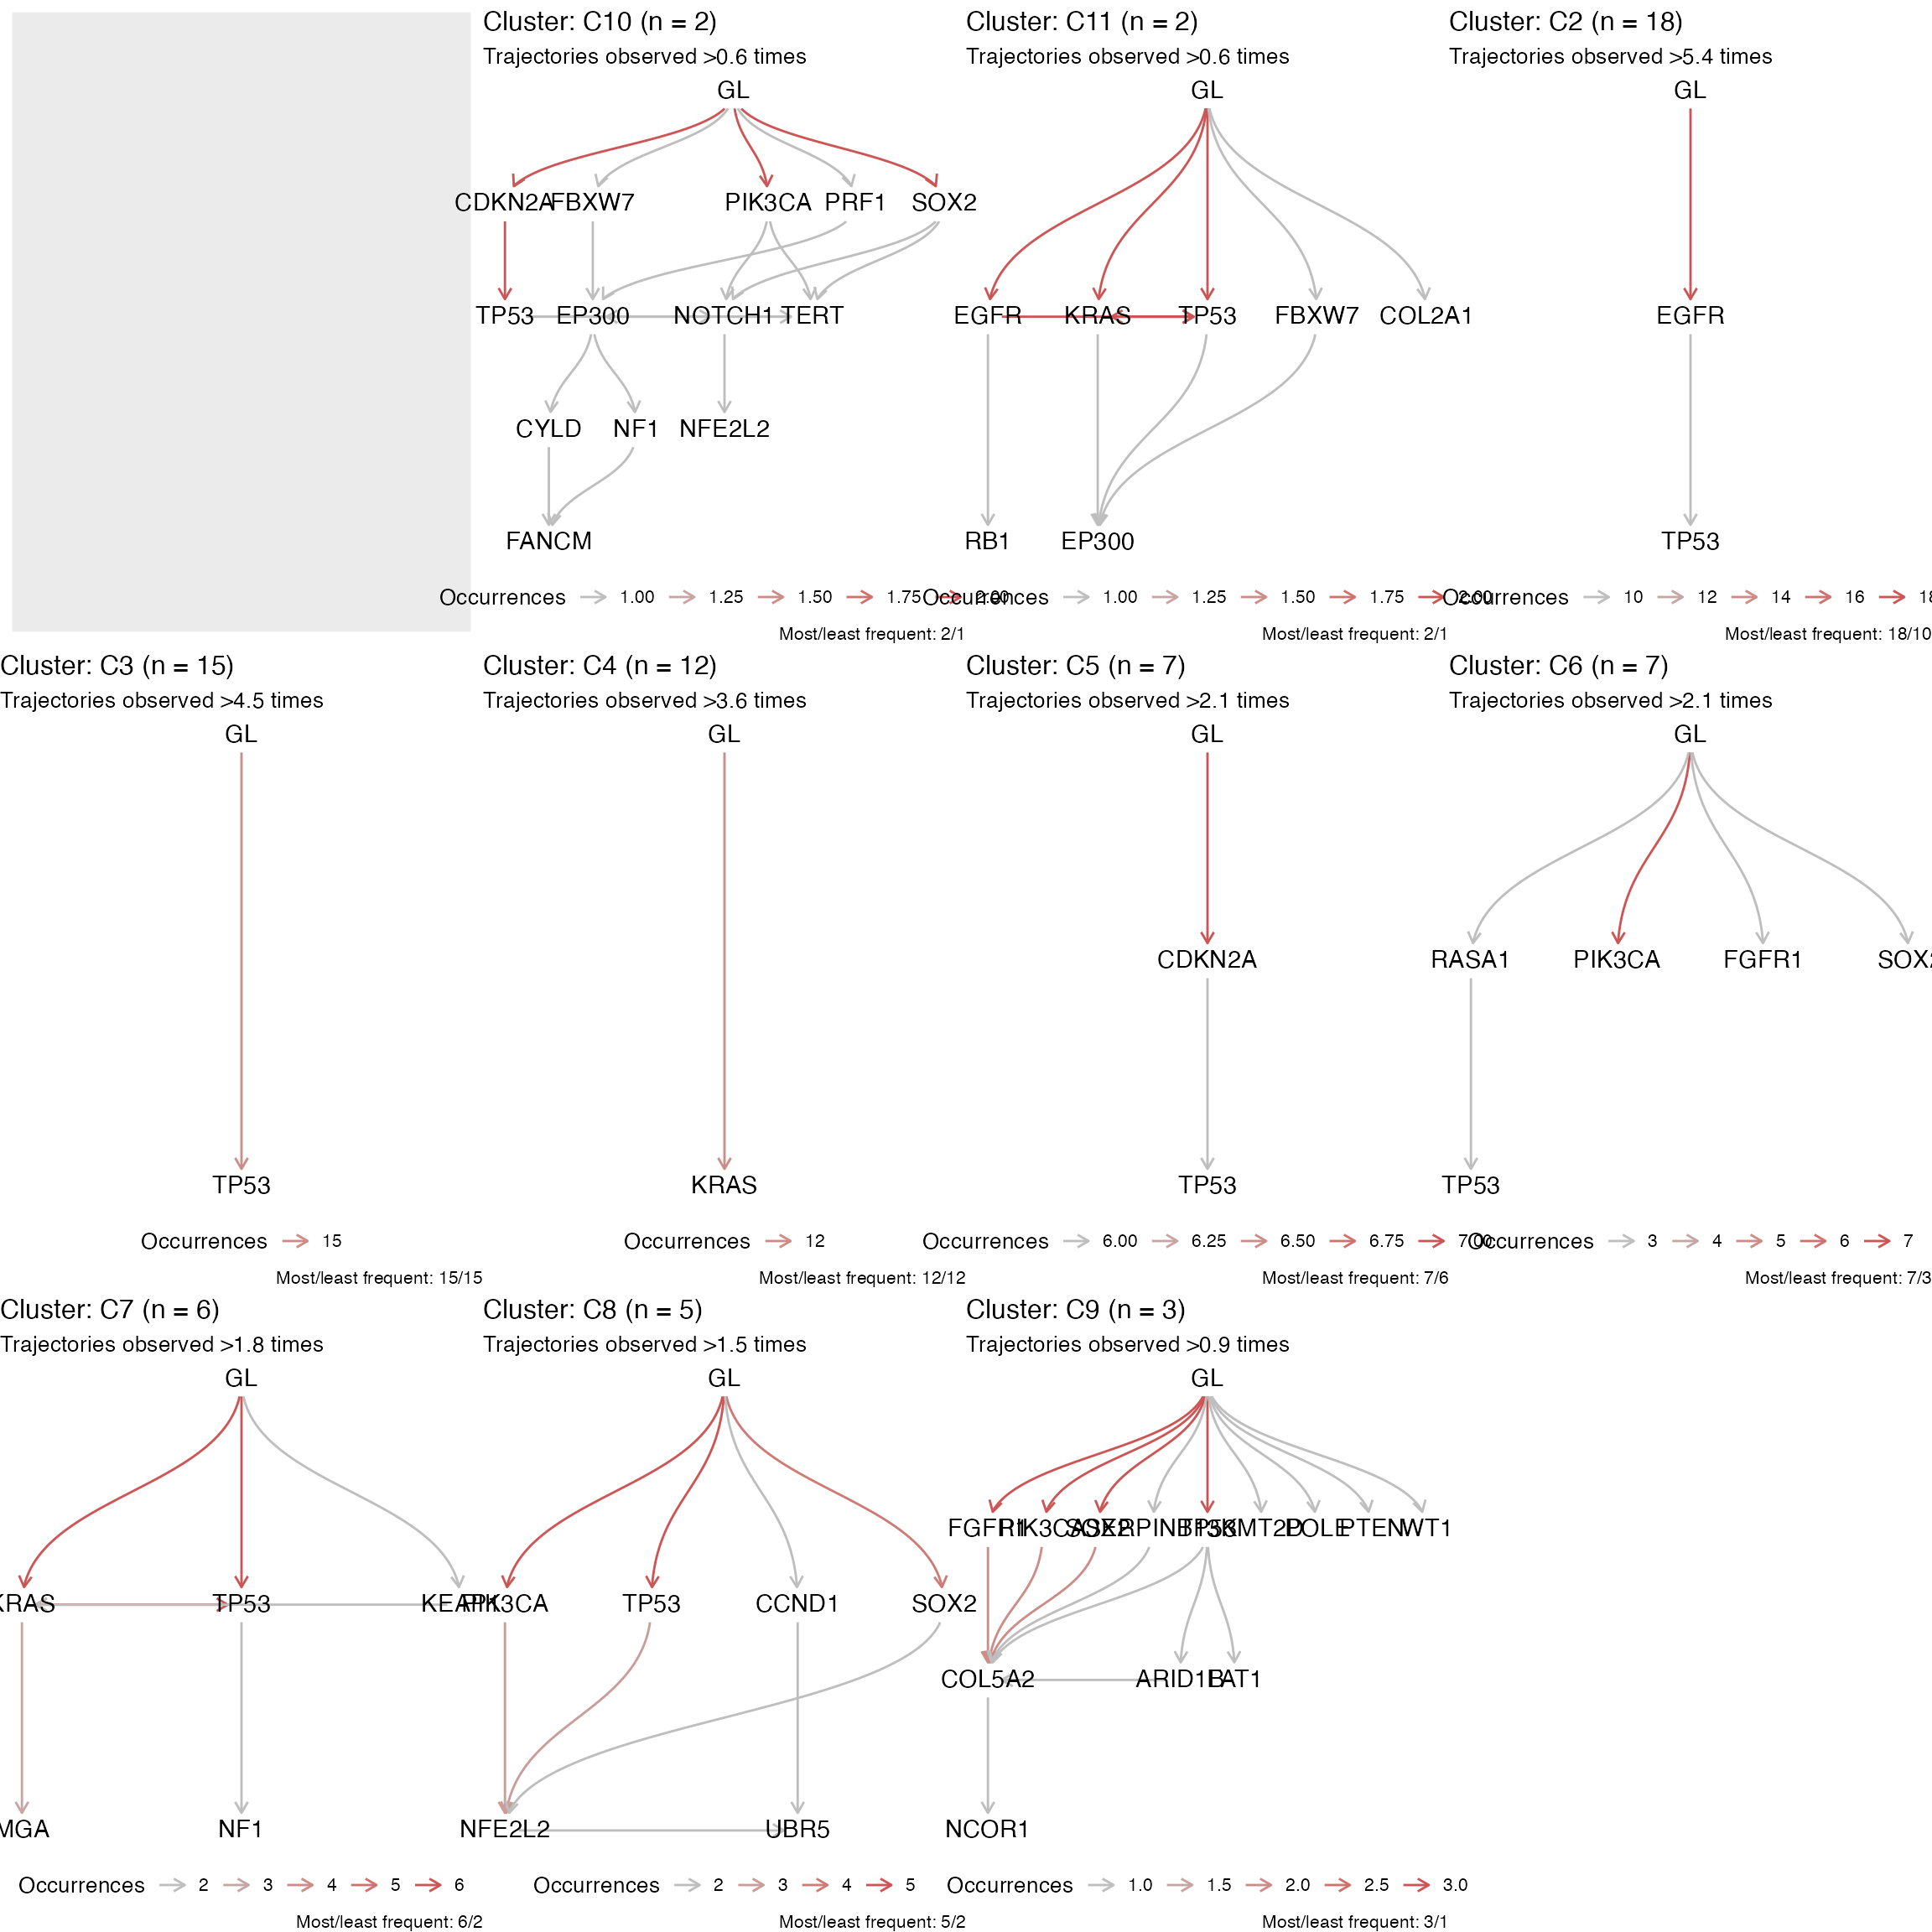 Cluster: C10 (n = 2)
Trajectories observed >0.6 times
GL
CDKN2A FBXW7 PIK3CA PRF1 SOX2
TP53 EP300 NOTCH1 TERT
CYLD NF1 NFE2L2
FANCM
Occurrences 1.00 1.25 1.50 1.75 2.00
Most/least frequent: 2/1
Cluster: C11 (n = 2)
Trajectories observed >0.6 times
GL
EGFR KRAS TP53 FBXW7 COL2A1
RB1 EP300
Occurrences 1.00 1.25 1.50 1.75 2.00
Most/least frequent: 2/1
Cluster: C2 (n = 18)
Trajectories observed >5.4 times
GL
EGFR
TP53
Occurrences 10 12 14 16 18
Most/least frequent: 18/10
Cluster: C3 (n = 15)
Trajectories observed >4.5 times
GL
TP53
Occurrences 15
Most/least frequent: 15/15
Cluster: C4 (n = 12)
Trajectories observed >3.6 times
GL
KRAS
Occurrences 12
Most/least frequent: 12/12
Cluster: C5 (n = 7)
Trajectories observed >2.1 times
GL
CDKN2A
TP53
Occurrences 6.00 6.25 6.50 6.75 7.00
Most/least frequent: 7/6
Cluster: C6 (n = 7)
Trajectories observed >2.1 times
GL
RASA1 PIK3CA FGFR1 SOX2
TP53
Occurrences 3 4 5 6 7
Most/least frequent: 7/3
Cluster: C7 (n = 6)
Trajectories observed >1.8 times
GL
KRAS TP53 KEAP1
MGA NF1
Occurrences 2 3 4 5 6
Most/least frequent: 6/2
Cluster: C8 (n = 5)
Trajectories observed >1.5 times
GL
PIK3CA TP53 CCND1 SOX2
NFE2L2 UBR5
Occurrences 2 3 4 5
Most/least frequent: 5/2
Cluster: C9 (n = 3)
Trajectories observed >0.9 times
GL
FGFR1 PIK3CA SOX2 TP53 KMT2D POLE PTEN WT1
COL5A2 ARID1B FAT1
NCOR1
Occurrences 1.0 1.5 2.0 2.5 3.0
Most/least frequent: 3/1